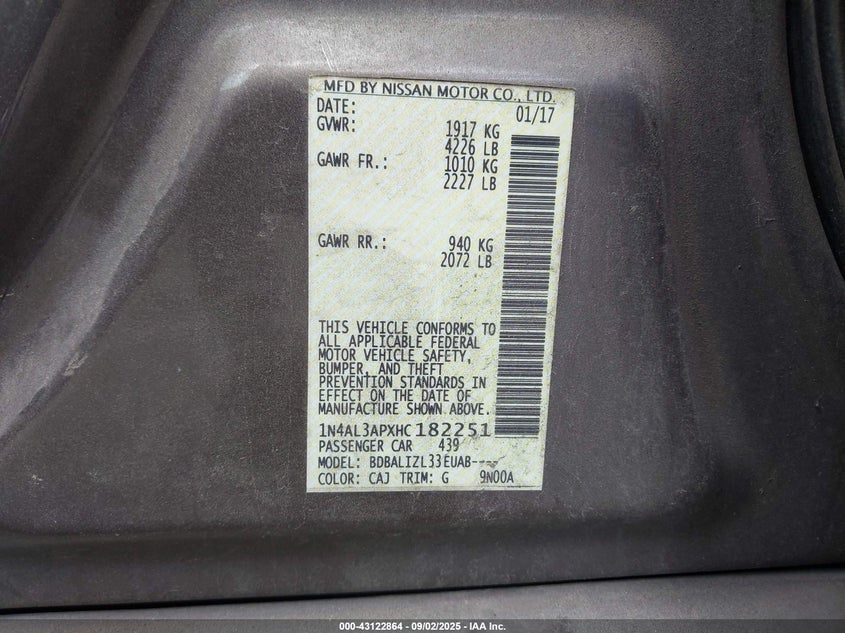 MFD BY NISSAN MOTOR CO., LTD.
DATE: 01/17
GVWR: 1917 KG
4226 LB
GAWR FR.: 1010 KG
2227 LB
GAWR RR.: 940 KG
2072 LB
THIS VEHICLE CONFORMS TO
ALL APPLICABLE FEDERAL
MOTOR VEHICLE SAFETY,
BUMPER, AND THEFT
PREVENTION STANDARDS IN
EFFECT ON THE DATE OF
MANUFACTURE SHOWN ABOVE.
1N4AL3APXHC182251
PASSENGER CAR 439
MODEL: BDBALIZL33EUAB----
COLOR: CAJ TRIM: G 9N00A
000-43122864 - 09/02/2025 - IAA Inc.